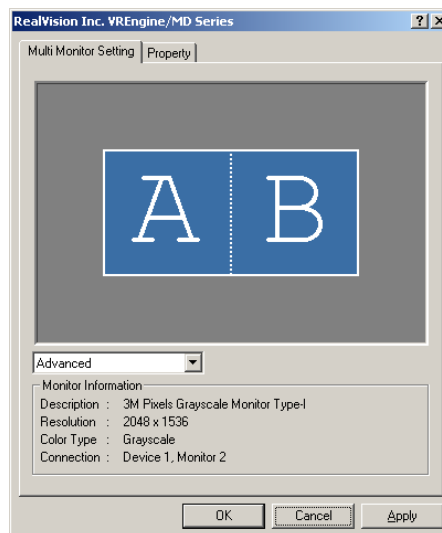 RealVision Inc. VREngine/MD Series
Multi Monitor Setting Property
A B
Advanced
Monitor Information
Description : 3M Pixels Grayscale Monitor Type-I
Resolution : 2048 x 1536
Color Type : Grayscale
Connection : Device 1, Monitor 2
OK Cancel Apply